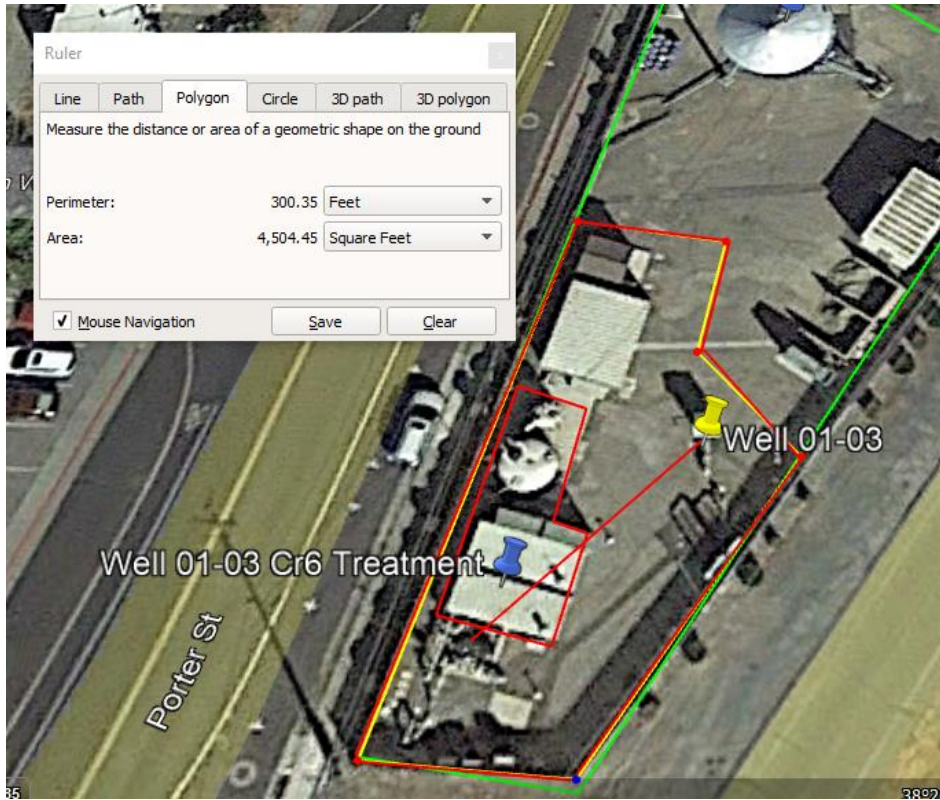 Ruler
Line Path Polygon Circle 3D path 3D polygon
Measure the distance or area of a geometric shape on the ground
Perimeter: 300.35 Feet
Area: 4,504.45 Square Feet
Mouse Navigation Save Clear
Well 01-03
Well 01-03 Cr6 Treatment
Porter St
35
38°2